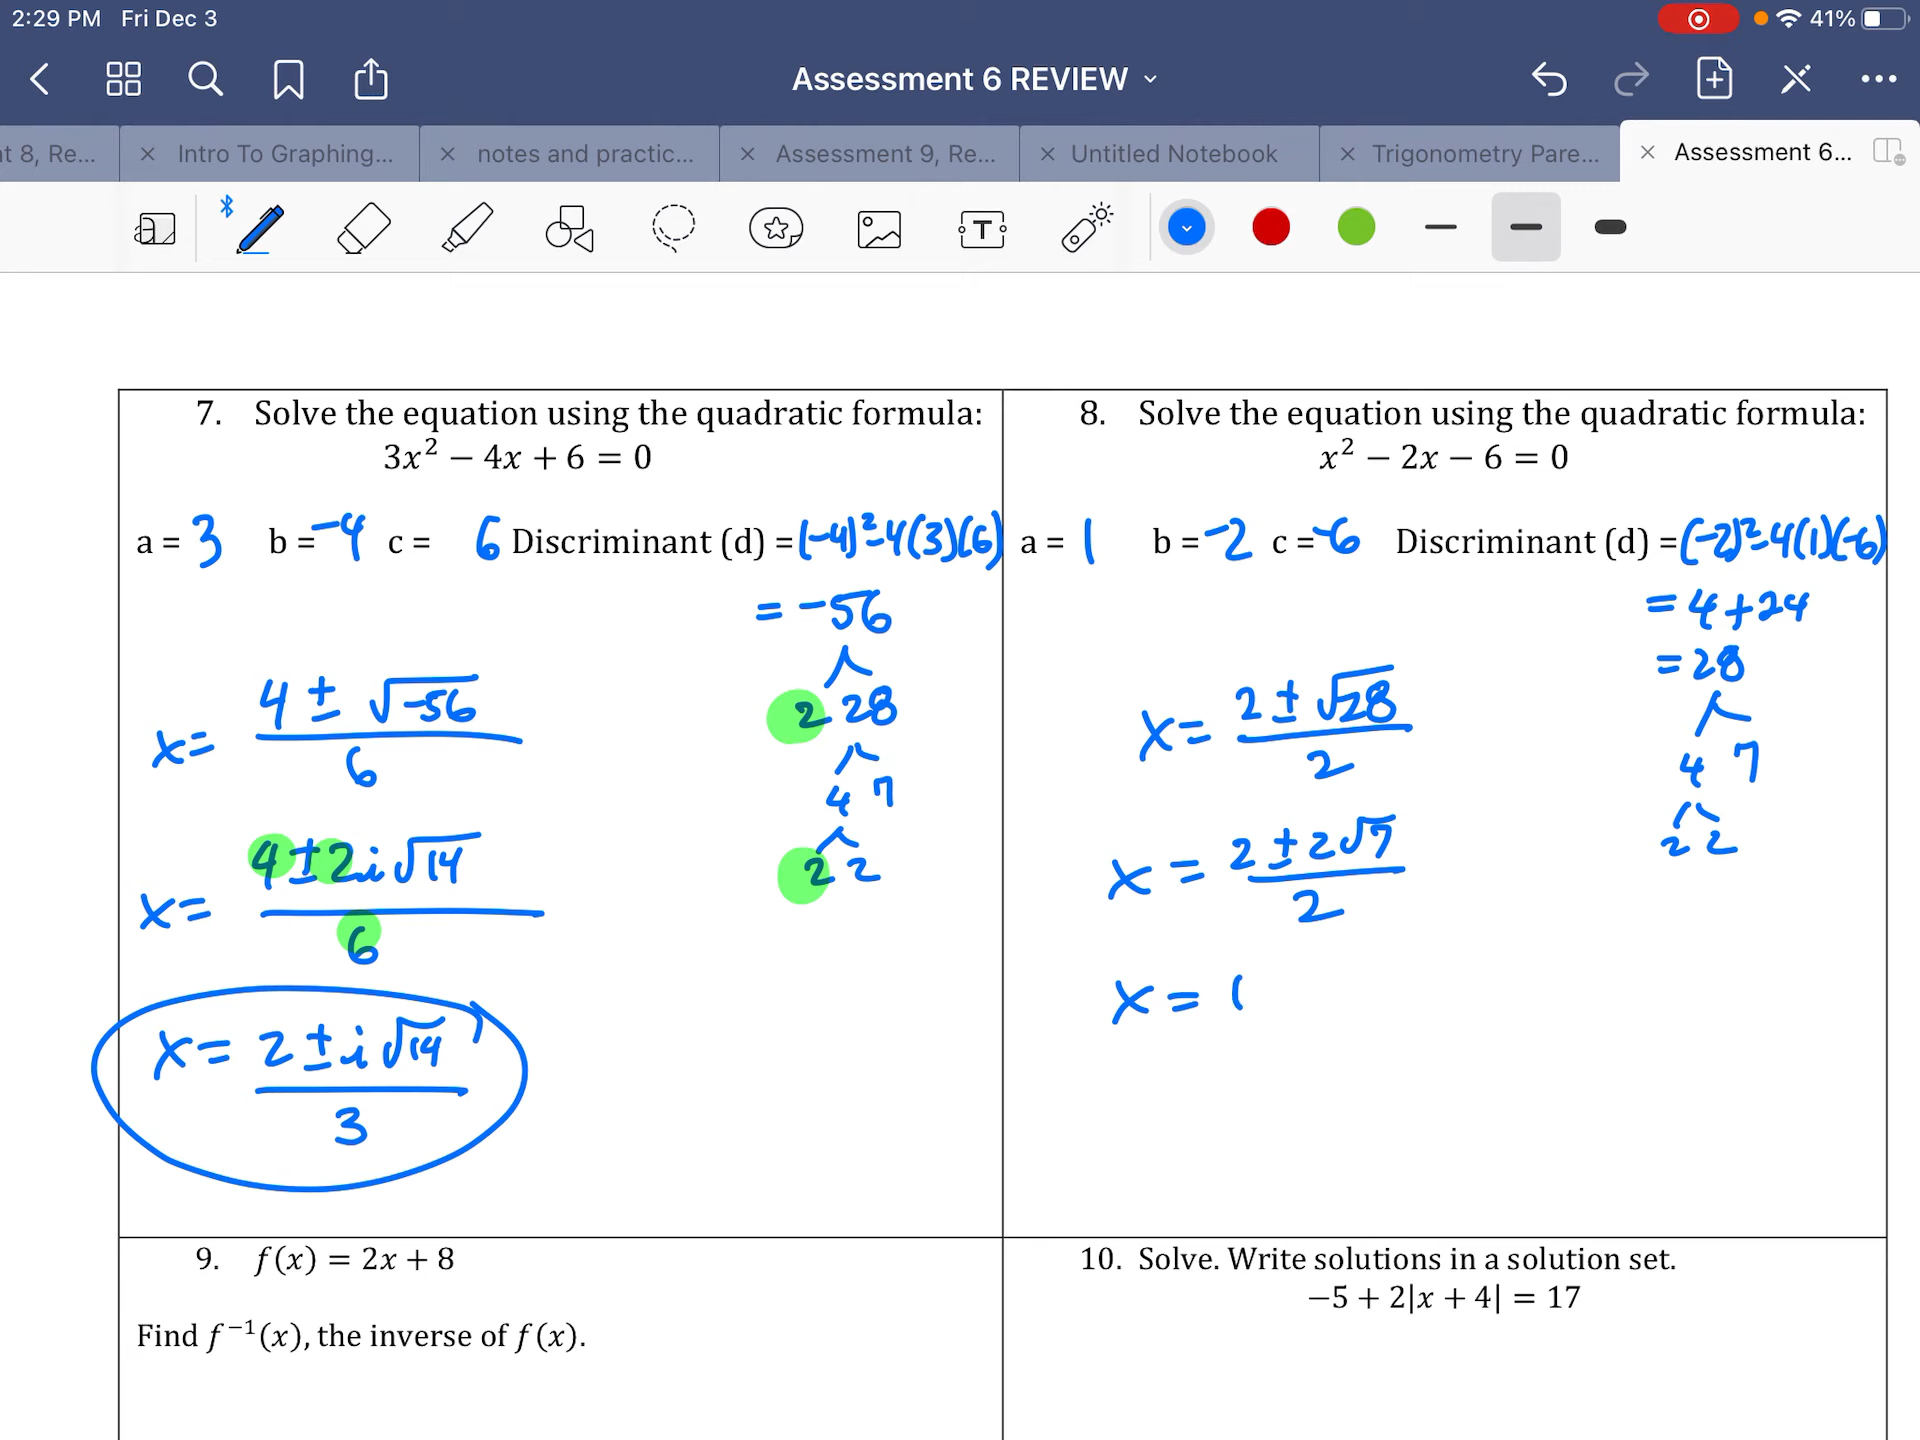 2:29 PM Fri Dec 3
41%
Assessment 6 REVIEW
t 8, Re...
Intro To Graphing...
notes and practic...
Assessment 9, Re...
Untitled Notebook
Trigonometry Pare...
Assessment 6...
7. Solve the equation using the quadratic formula:
3x² − 4x + 6 = 0
a = 3 b = -4 c = 6 Discriminant (d) = (-4)²-4(3)(6)
= -56
2 28
4 7
2 2
x = (4 ± √-56)/6
x = (4 ± 2i√14)/6
x = (2 ± i√14)/3
8. Solve the equation using the quadratic formula:
x² − 2x − 6 = 0
a = 1 b = -2 c = -6 Discriminant (d) = (-2)²-4(1)(-6)
= 4+24
= 28
4 7
2 2
x = (2 ± √28)/2
x = (2 ± 2√7)/2
x = 1
9. f(x) = 2x + 8
Find f⁻¹(x), the inverse of f(x).
10. Solve. Write solutions in a solution set.
−5 + 2|x + 4| = 17